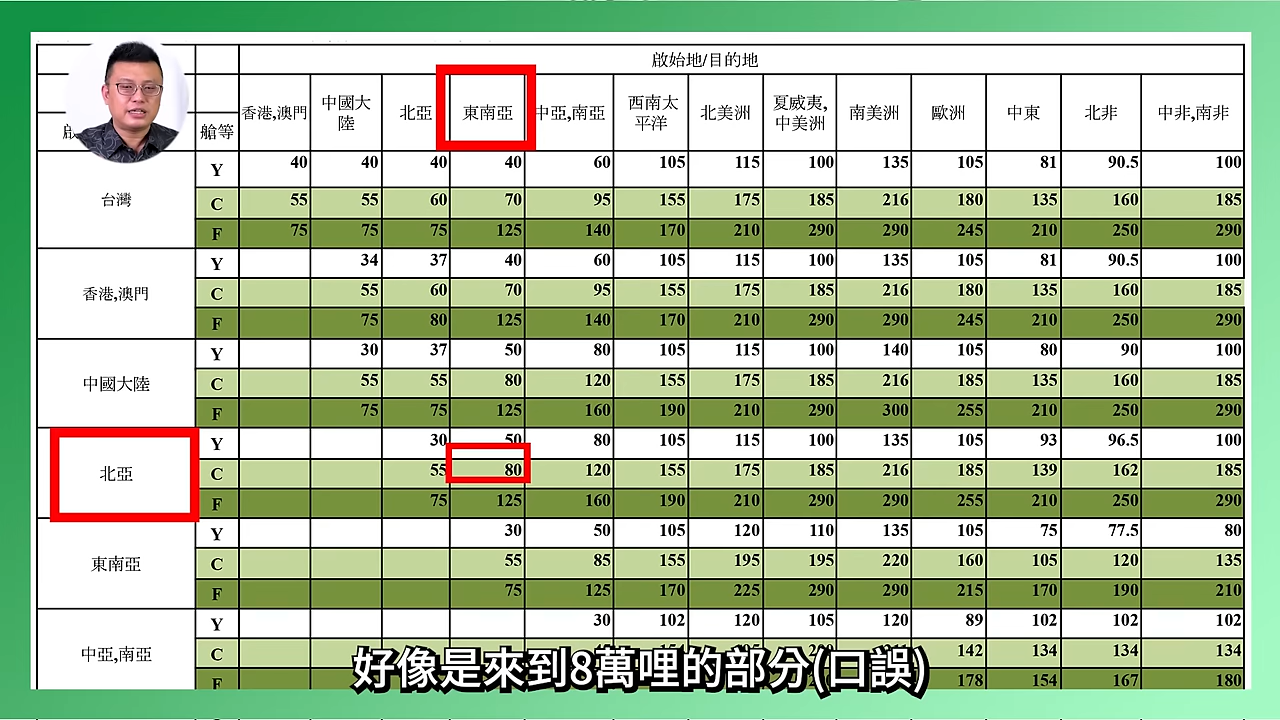 啟始地/目的地
啟 艙等 香港,澳門 中國大陸 北亞 東南亞 中亞,南亞 西南太平洋 北美洲 夏威夷,中美洲 南美洲 歐洲 中東 北非 中非,南非
台灣 Y 40 40 40 40 60 105 115 100 135 105 81 90.5 100
C 55 55 60 70 95 155 175 185 216 180 135 160 185
F 75 75 75 125 140 170 210 290 290 245 210 250 290
香港,澳門 Y 34 37 40 60 105 115 100 135 105 81 90.5 100
C 55 60 70 95 155 175 185 216 180 135 160 185
F 75 80 125 140 170 210 290 290 245 210 250 290
中國大陸 Y 30 37 50 80 105 115 100 140 105 80 90 100
C 55 55 80 120 155 175 185 216 185 135 160 185
F 75 75 125 160 190 210 290 300 255 210 250 290
北亞 Y 30 50 80 105 115 100 135 105 93 96.5 100
C 55 80 120 155 175 185 216 185 139 162 185
F 75 125 160 190 210 290 290 255 210 250 290
東南亞 Y 30 50 105 120 110 135 105 75 77.5 80
C 55 85 155 195 195 220 160 105 120 135
F 75 125 170 225 290 290 215 170 190 210
中亞,南亞 Y 30 102 120 105 120 89 102 102 102
C 142 134 134 134
F 178 154 167 180
好像是來到8萬哩的部分(口誤)